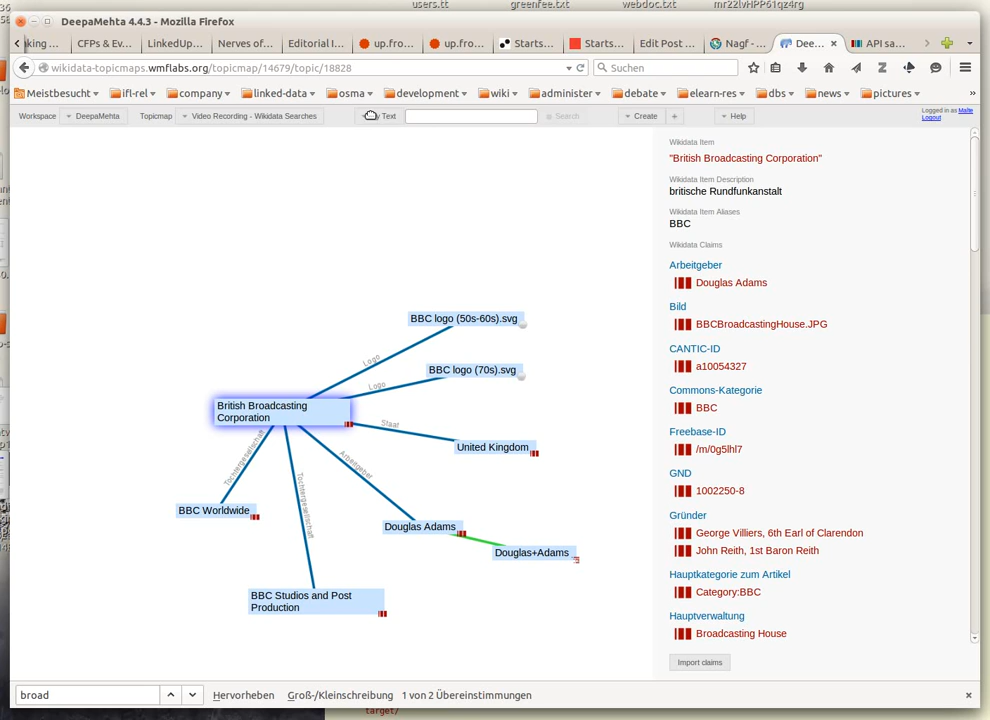 users.tt greenfee.txt webdoc.txt mr22lvHPP61qz4rg
DeepaMehta 4.4.3 - Mozilla Firefox
aking ... CFPs & Ev... LinkedUp... Nerves of... Editorial I... up.fro... up.fro... Starts... Starts... Edit Post ... Nagf - ... Dee... API sa...
wikidata-topicmaps.wmflabs.org/topicmap/14679/topic/18828 Suchen
Meistbesucht ifl-rel company linked-data osma development wiki administer debate elearn-res dbs news pictures »
Workspace DeepaMehta Topicmap Video Recording - Wikidata Searches Text Search Create + Help Logged in as Malte
Logout
Wikidata Item
"British Broadcasting Corporation"
Wikidata Item Description
britische Rundfunkanstalt
Wikidata Item Aliases
BBC
Wikidata Claims
Arbeitgeber
Douglas Adams
Bild
BBCBroadcastingHouse.JPG
CANTIC-ID
a10054327
Commons-Kategorie
BBC
Freebase-ID
/m/0g5lhl7
GND
1002250-8
Gründer
George Villiers, 6th Earl of Clarendon
John Reith, 1st Baron Reith
Hauptkategorie zum Artikel
Category:BBC
Hauptverwaltung
Broadcasting House
Import claims
BBC logo (50s-60s).svg
Logo
BBC logo (70s).svg
Logo
British Broadcasting
Corporation
Staat
United Kingdom
Tochtergesellschaft
Tochtergesellschaft
Arbeitgeber
BBC Worldwide
Douglas Adams
Douglas+Adams
BBC Studios and Post
Production
broad Hervorheben Groß-/Kleinschreibung 1 von 2 Übereinstimmungen
target/